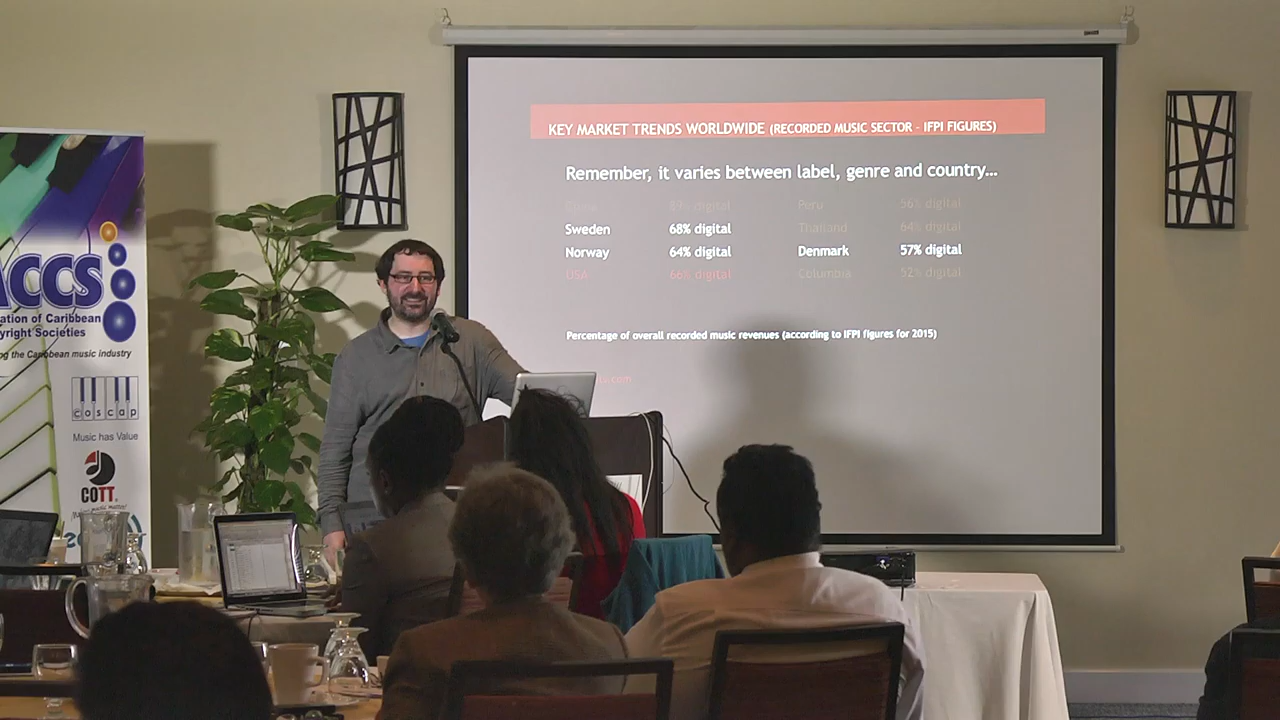 KEY MARKET TRENDS WORLDWIDE (RECORDED MUSIC SECTOR - IFPI FIGURES)
Remember, it varies between label, genre and country...
89% digital Peru 56% digital
Sweden 68% digital Thailand 64% digital
Norway 64% digital Denmark 57% digital
USA 66% digital Columbia 52% digital
Percentage of overall recorded music revenues (according to IFPI figures for 2015)
ACCS
ation of Caribbean
yright Societies
ng the Caribbean music industry
coscap
Music has Value
COTT